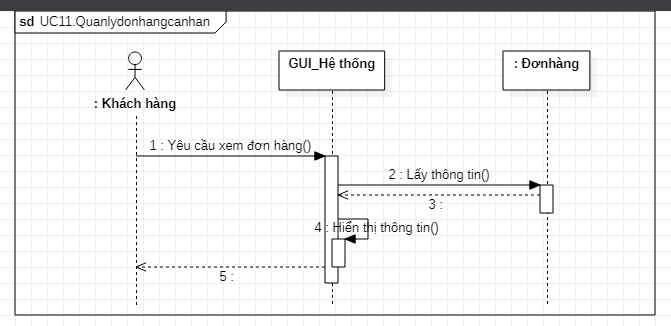 sd UC11.Quanlydonhangcanhan
GUI_Hệ thống
: Đơnhàng
: Khách hàng
1 : Yêu cầu xem đơn hàng()
2 : Lấy thông tin()
3 :
4 : Hiển thị thông tin()
5 :